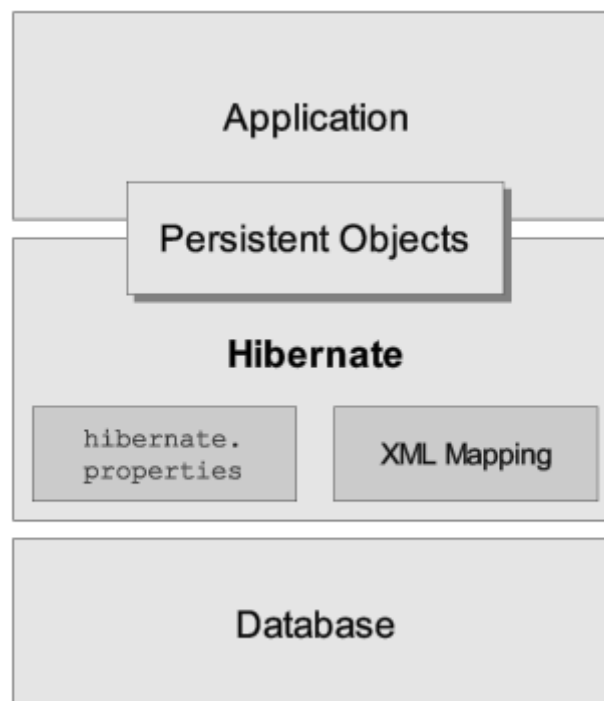 Application
Persistent Objects
Hibernate
hibernate.
properties
XML Mapping
Database